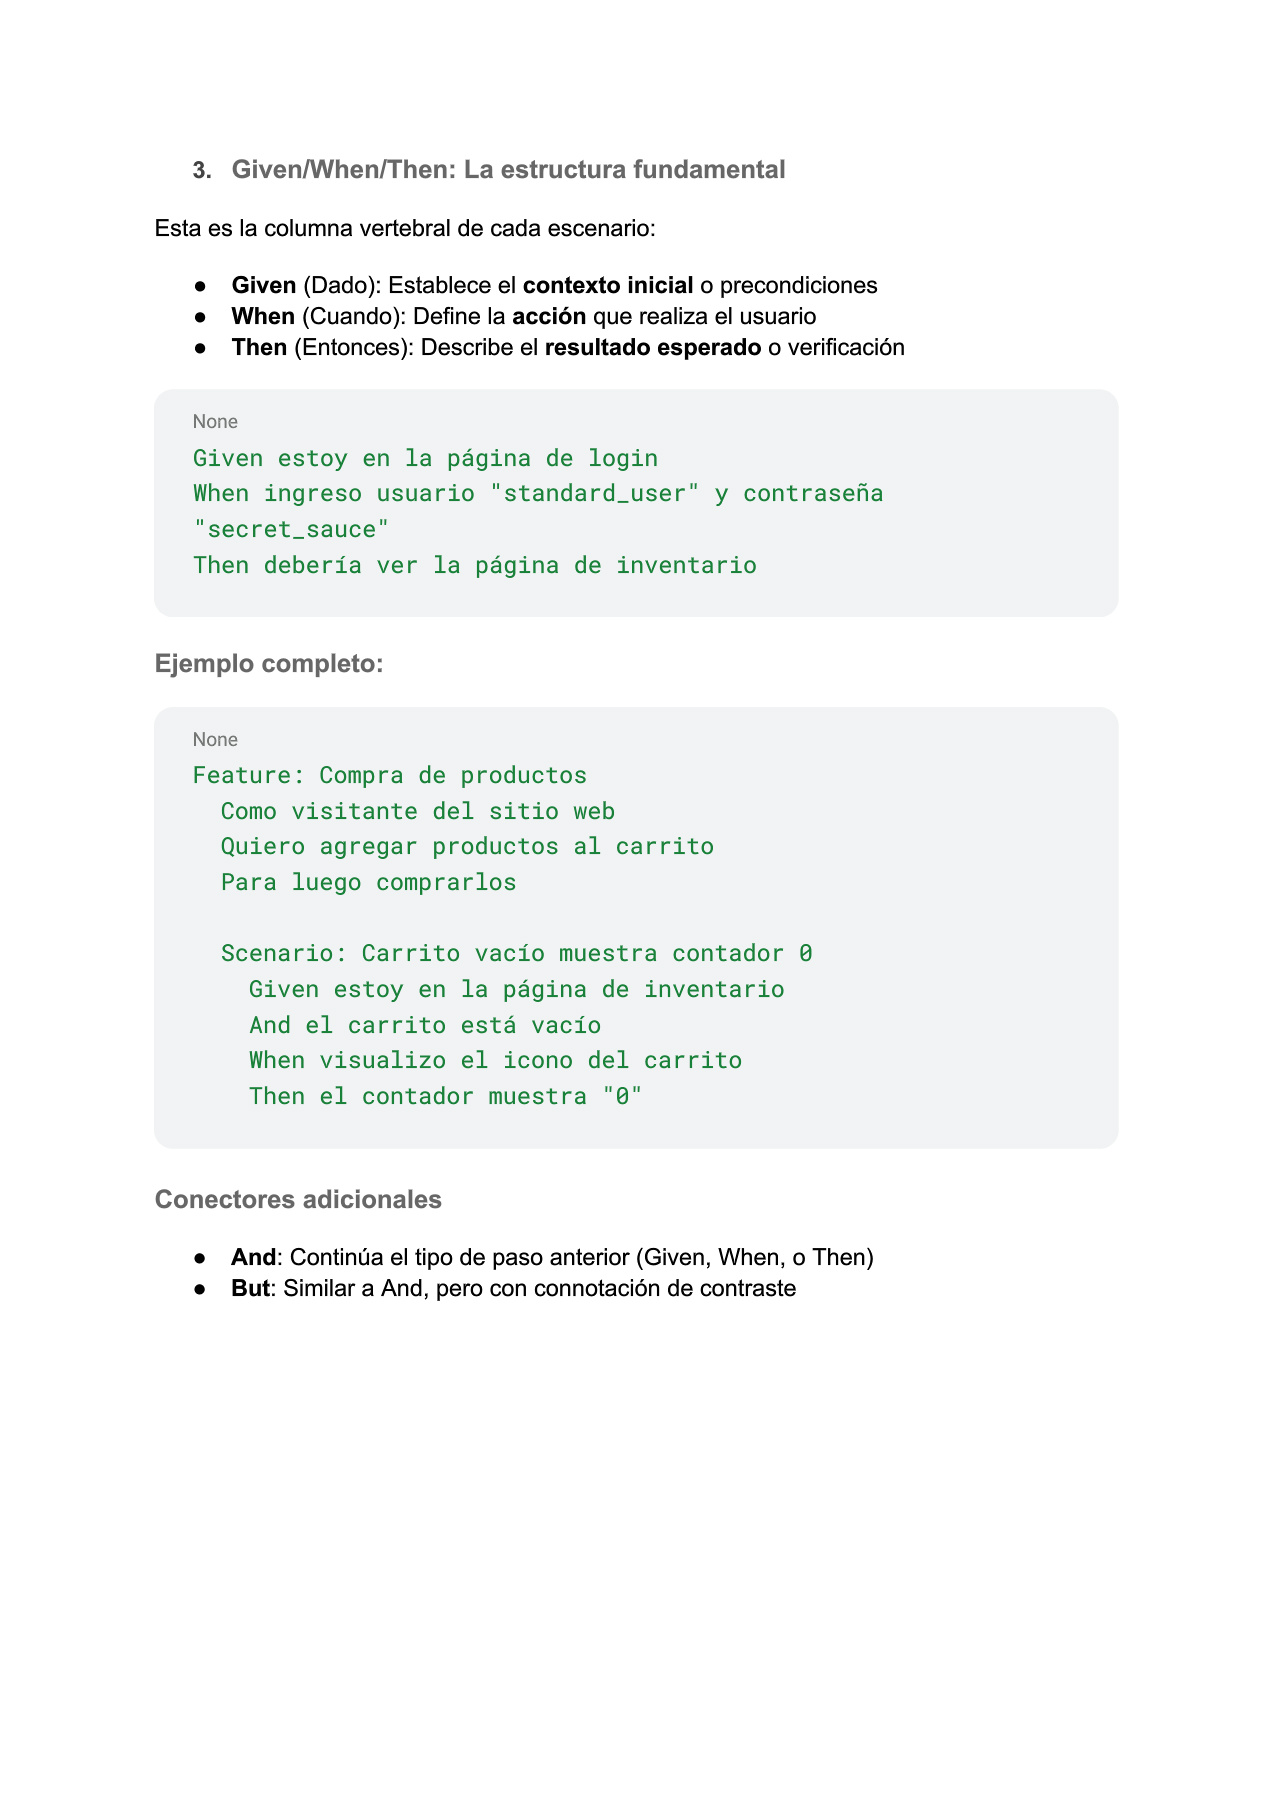 3. Given/When/Then: La estructura fundamental
Esta es la columna vertebral de cada escenario:
● Given (Dado): Establece el contexto inicial o precondiciones
● When (Cuando): Define la acción que realiza el usuario
● Then (Entonces): Describe el resultado esperado o verificación
None
Given estoy en la página de login
When ingreso usuario "standard_user" y contraseña
"secret_sauce"
Then debería ver la página de inventario
Ejemplo completo:
None
Feature: Compra de productos
  Como visitante del sitio web
  Quiero agregar productos al carrito
  Para luego comprarlos
  Scenario: Carrito vacío muestra contador 0
    Given estoy en la página de inventario
    And el carrito está vacío
    When visualizo el icono del carrito
    Then el contador muestra "0"
Conectores adicionales
● And: Continúa el tipo de paso anterior (Given, When, o Then)
● But: Similar a And, pero con connotación de contraste